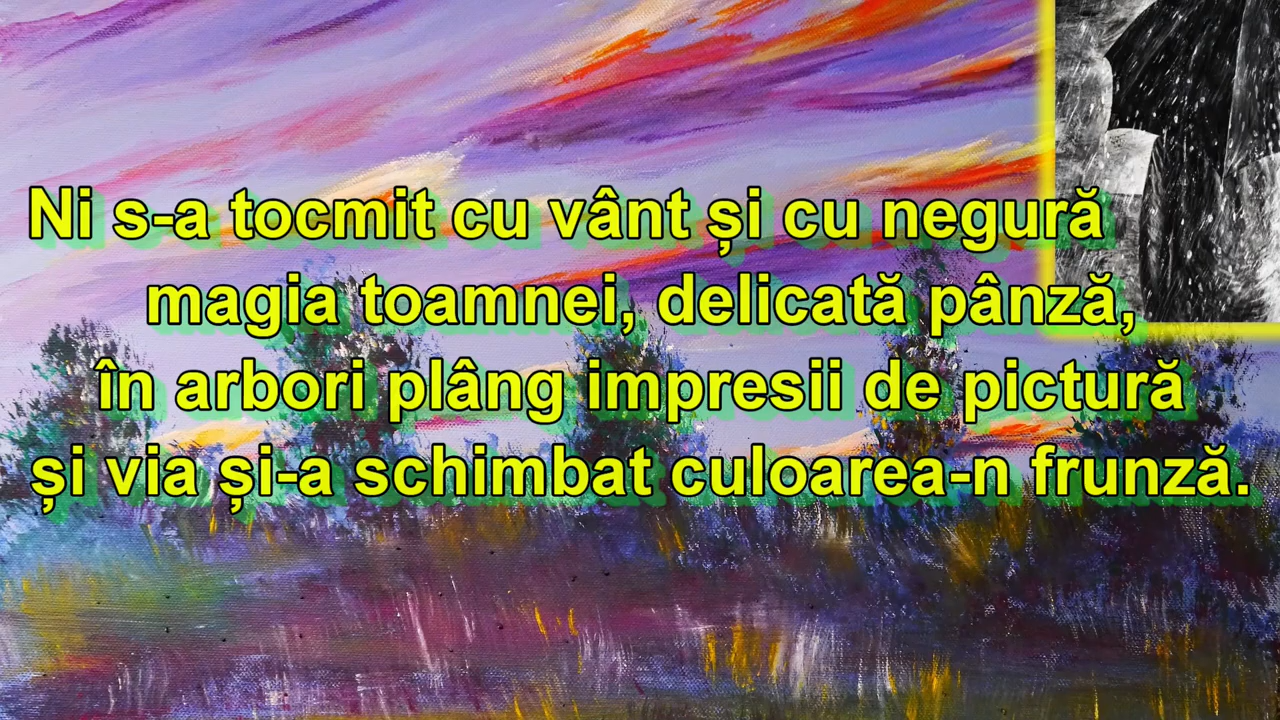 Ni s-a tocmit cu vânt și cu negură
magia toamnei, delicată pânză,
în arbori plâng impresii de pictură
și via și-a schimbat culoarea-n frunză.